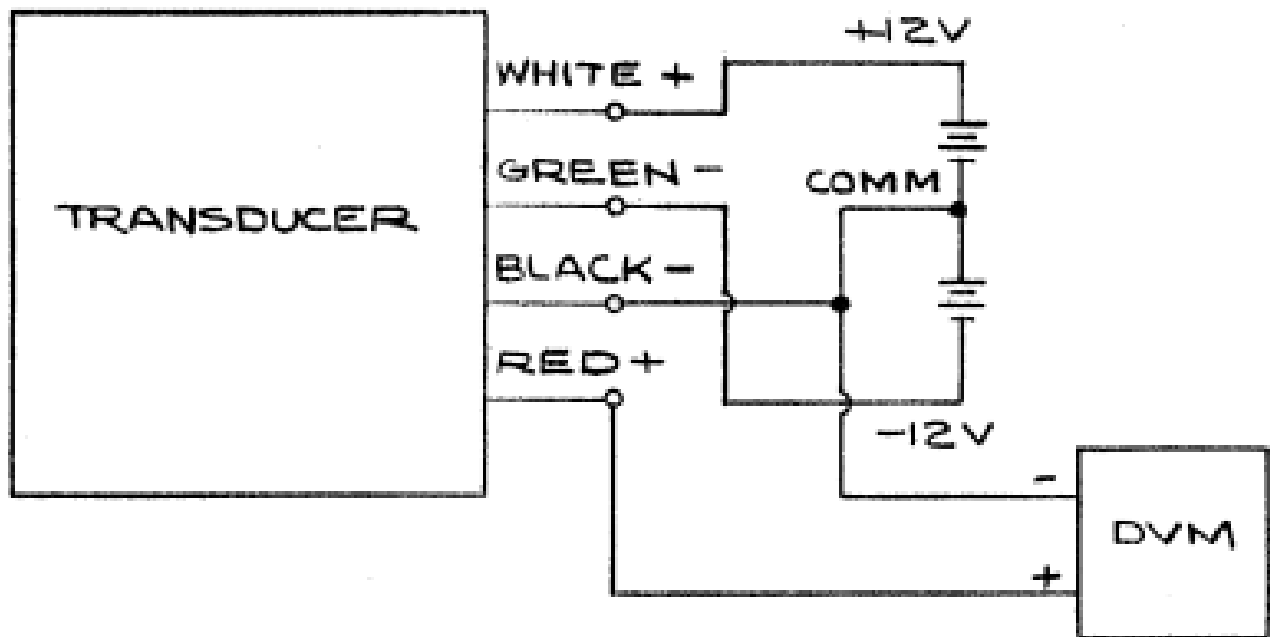 +12V
WHITE +
GREEN -
COMM
TRANSDUCER
BLACK -
RED +
-12V
-
DVM
+